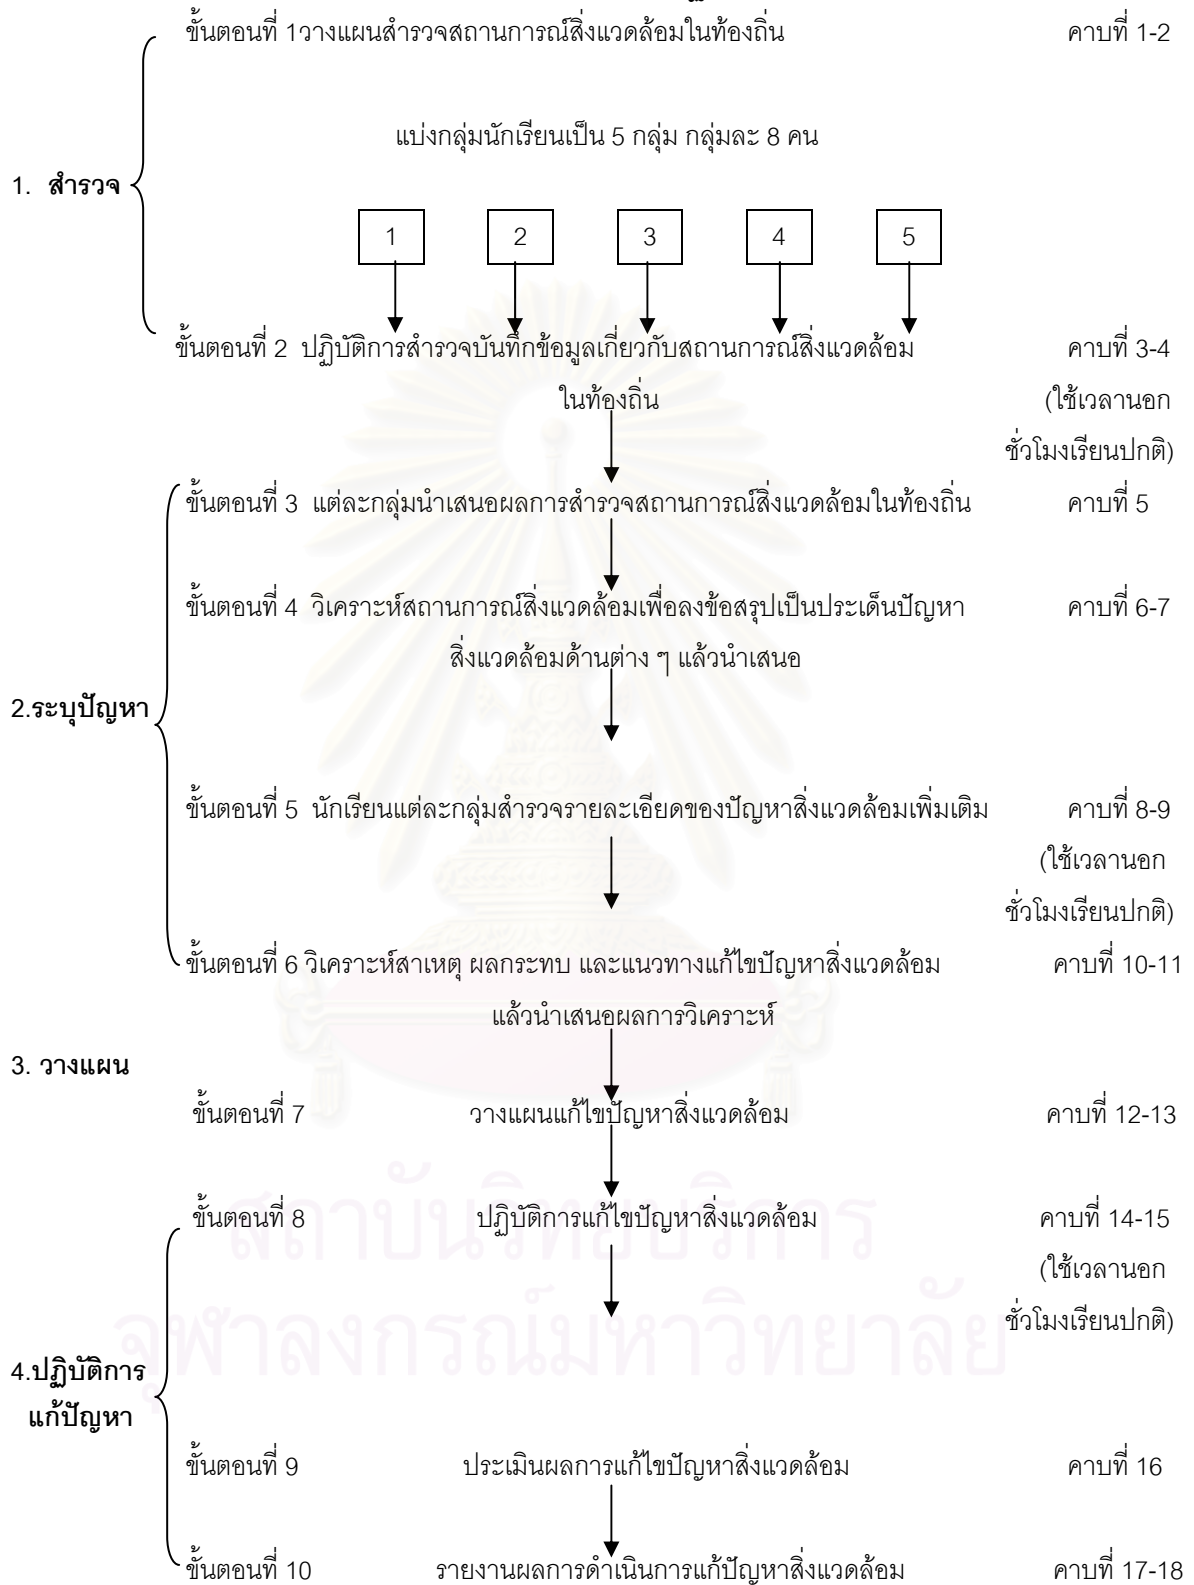 ขั้นตอนที่ 1วางแผนสำรวจสถานการณ์สิ่งแวดล้อมในท้องถิ่น คาบที่ 1-2
แบ่งกลุ่มนักเรียนเป็น 5 กลุ่ม กลุ่มละ 8 คน
1. สำรวจ
1 2 3 4 5
ขั้นตอนที่ 2 ปฏิบัติการสำรวจบันทึกข้อมูลเกี่ยวกับสถานการณ์สิ่งแวดล้อม คาบที่ 3-4
ในท้องถิ่น (ใช้เวลานอก
ชั่วโมงเรียนปกติ)
ขั้นตอนที่ 3 แต่ละกลุ่มนำเสนอผลการสำรวจสถานการณ์สิ่งแวดล้อมในท้องถิ่น คาบที่ 5
ขั้นตอนที่ 4 วิเคราะห์สถานการณ์สิ่งแวดล้อมเพื่อลงข้อสรุปเป็นประเด็นปัญหา คาบที่ 6-7
สิ่งแวดล้อมด้านต่าง ๆ แล้วนำเสนอ
2.ระบุปัญหา
ขั้นตอนที่ 5 นักเรียนแต่ละกลุ่มสำรวจรายละเอียดของปัญหาสิ่งแวดล้อมเพิ่มเติม คาบที่ 8-9
(ใช้เวลานอก
ชั่วโมงเรียนปกติ)
ขั้นตอนที่ 6 วิเคราะห์สาเหตุ ผลกระทบ และแนวทางแก้ไขปัญหาสิ่งแวดล้อม คาบที่ 10-11
แล้วนำเสนอผลการวิเคราะห์
3. วางแผน
ขั้นตอนที่ 7 วางแผนแก้ไขปัญหาสิ่งแวดล้อม คาบที่ 12-13
ขั้นตอนที่ 8 ปฏิบัติการแก้ไขปัญหาสิ่งแวดล้อม คาบที่ 14-15
สถาบันวิทยบริการ
(ใช้เวลานอก
ชั่วโมงเรียนปกติ)
จุฬาลงกรณ์มหาวิทยาลัย
4.ปฏิบัติการ
แก้ปัญหา
ขั้นตอนที่ 9 ประเมินผลการแก้ไขปัญหาสิ่งแวดล้อม คาบที่ 16
ขั้นตอนที่ 10 รายงานผลการดำเนินการแก้ปัญหาสิ่งแวดล้อม คาบที่ 17-18